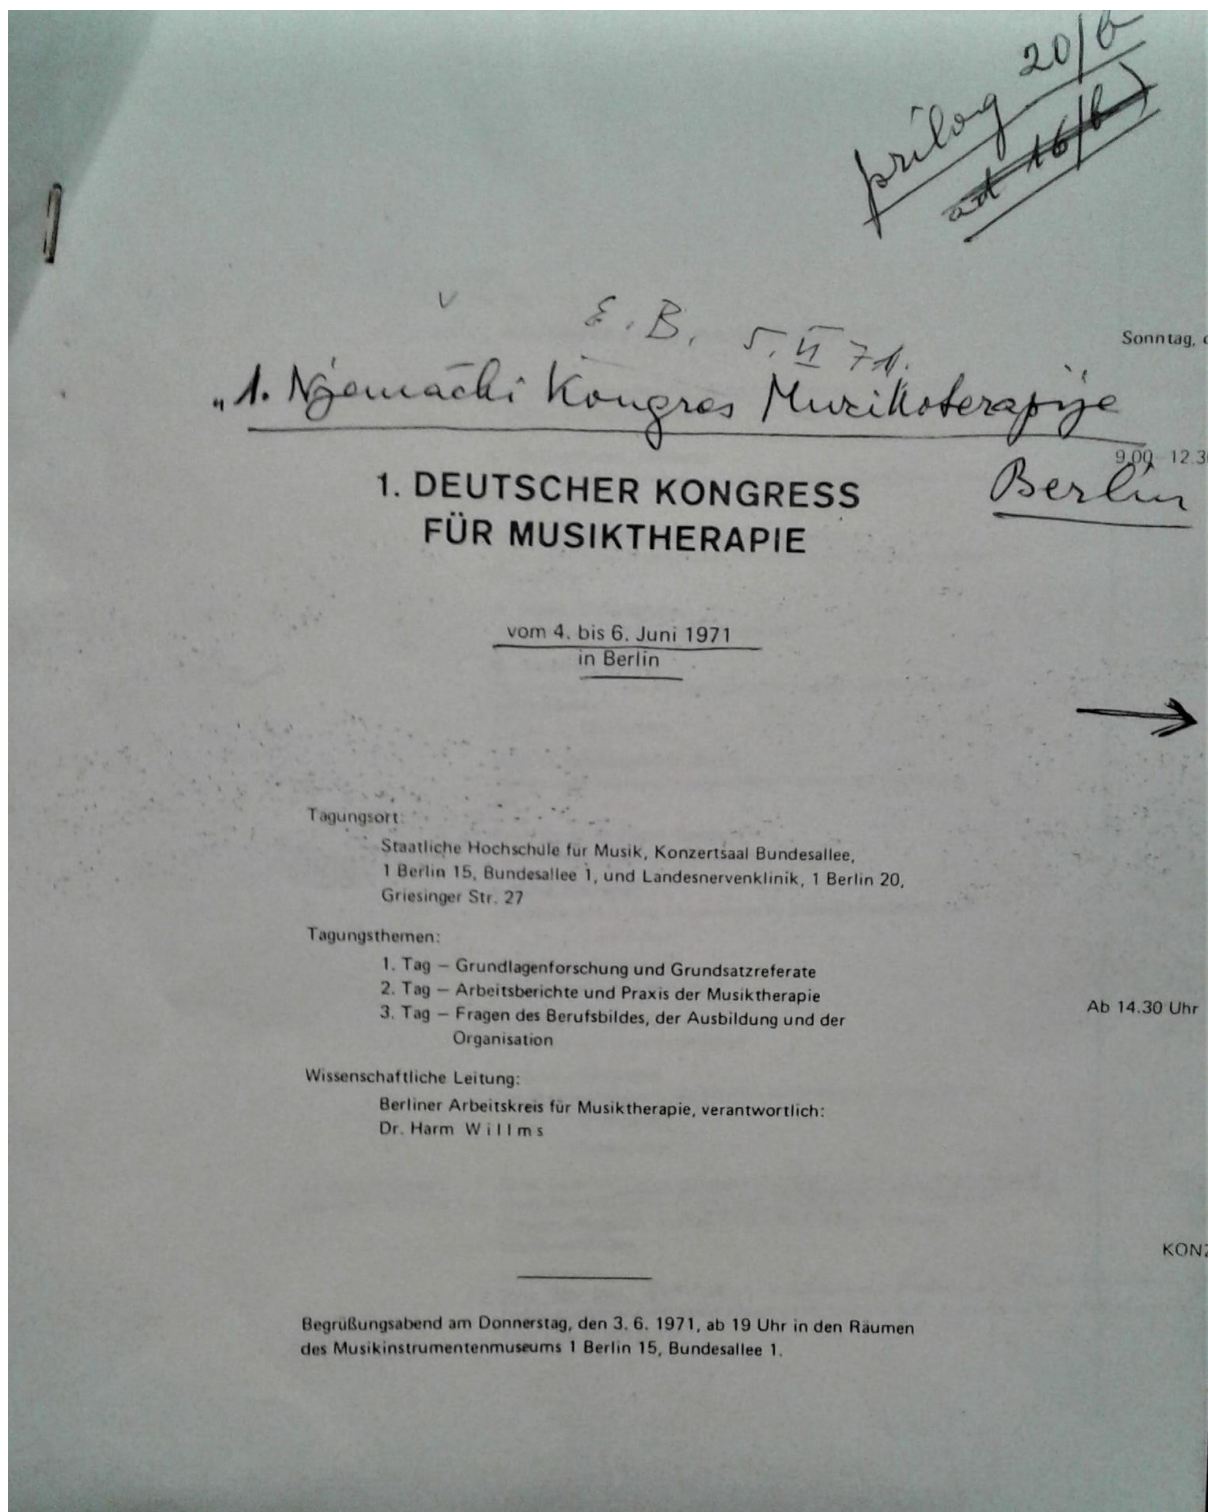 prilog 20/b
ad 16/b)
E. B. 5. VI 71.
Sonntag,
„1. Njemački Kongres Muzikoterapije
9.00 12.3
Berlin
1. DEUTSCHER KONGRESS
FÜR MUSIKTHERAPIE
vom 4. bis 6. Juni 1971
in Berlin
Tagungsort:
Staatliche Hochschule für Musik, Konzertsaal Bundesallee,
1 Berlin 15, Bundesallee 1, und Landesnervenklinik, 1 Berlin 20,
Griesinger Str. 27
Tagungsthemen:
1. Tag – Grundlagenforschung und Grundsatzreferate
2. Tag – Arbeitsberichte und Praxis der Musiktherapie
3. Tag – Fragen des Berufsbildes, der Ausbildung und der
Organisation
Ab 14.30 Uhr
Wissenschaftliche Leitung:
Berliner Arbeitskreis für Musiktherapie, verantwortlich:
Dr. Harm Willms
KONZ
Begrüßungsabend am Donnerstag, den 3. 6. 1971, ab 19 Uhr in den Räumen
des Musikinstrumentenmuseums 1 Berlin 15, Bundesallee 1.